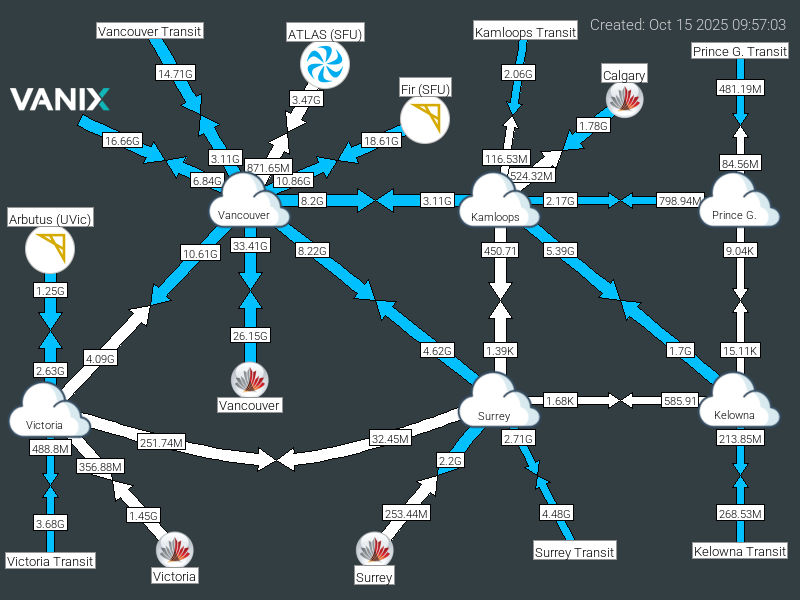 Created: Oct 15 2025 09:57:03
Vancouver Transit
ATLAS (SFU)
Kamloops Transit
Prince G. Transit
14.71G
2.06G
Calgary
481.19M
VANIX
3.47G
Fir (SFU)
1.78G
16.66G
18.61G
3.11G
871.65M
116.53M
84.56M
6.84G
10.86G
524.32M
8.2G
3.11G
2.17G
798.94M
Arbutus (UVic)
Vancouver
Kamloops
Prince G.
10.61G
33.41G
8.22G
450.71
5.39G
9.04K
1.25G
26.15G
4.62G
1.39K
1.7G
15.11K
4.09G
2.63G
Vancouver
1.68K
585.91
Victoria
Surrey
Kelowna
488.8M
251.74M
32.45M
2.71G
213.85M
356.88M
2.2G
3.68G
1.45G
253.44M
4.48G
268.53M
Victoria Transit
Victoria
Surrey
Surrey Transit
Kelowna Transit